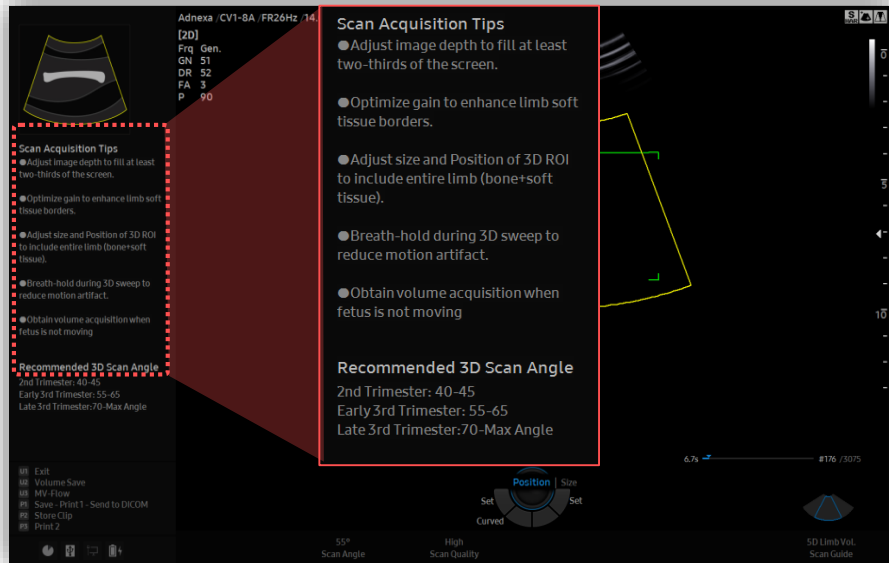 Adnexa /CV1-8A /FR26Hz /14.
[2D]
Frq Gen.
GN 51
DR 52
FA 3
P 90
Scan Acquisition Tips
●Adjust image depth to fill at least
two-thirds of the screen.
●Optimize gain to enhance limb soft
tissue borders.
●Adjust size and Position of 3D ROI
to include entire limb (bone+soft
tissue).
●Breath-hold during 3D sweep to
reduce motion artifact.
●Obtain volume acquisition when
fetus is not moving
Recommended 3D Scan Angle
2nd Trimester: 40-45
Early 3rd Trimester: 55-65
Late 3rd Trimester:70-Max Angle
U1 Exit
U2 Volume Save
U3 MV-Flow
P1 Save - Print1 - Send to DICOM
P2 Store Clip
P3 Print 2
Scan Acquisition Tips
●Adjust image depth to fill at least
two-thirds of the screen.
●Optimize gain to enhance limb soft
tissue borders.
●Adjust size and Position of 3D ROI
to include entire limb (bone+soft
tissue).
●Breath-hold during 3D sweep to
reduce motion artifact.
●Obtain volume acquisition when
fetus is not moving
Recommended 3D Scan Angle
2nd Trimester: 40-45
Early 3rd Trimester: 55-65
Late 3rd Trimester:70-Max Angle
0
5
10
6.7s #176 /3075
Position | Size
Set Set
Curved
55° High 5D Limb Vol.
Scan Angle Scan Quality Scan Guide